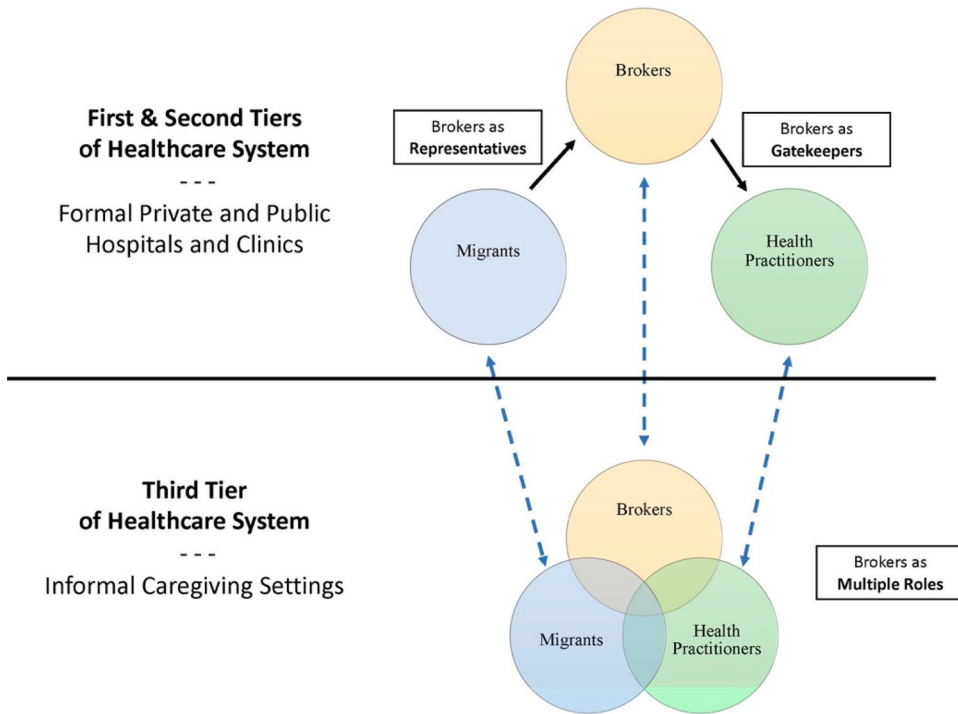 First & Second Tiers
of Healthcare System
- - -
Formal Private and Public
Hospitals and Clinics
Brokers as
Representatives
Brokers
Brokers as
Gatekeepers
Migrants
Health
Practitioners
Third Tier
of Healthcare System
- - -
Informal Caregiving Settings
Brokers
Migrants
Health
Practitioners
Brokers as
Multiple Roles